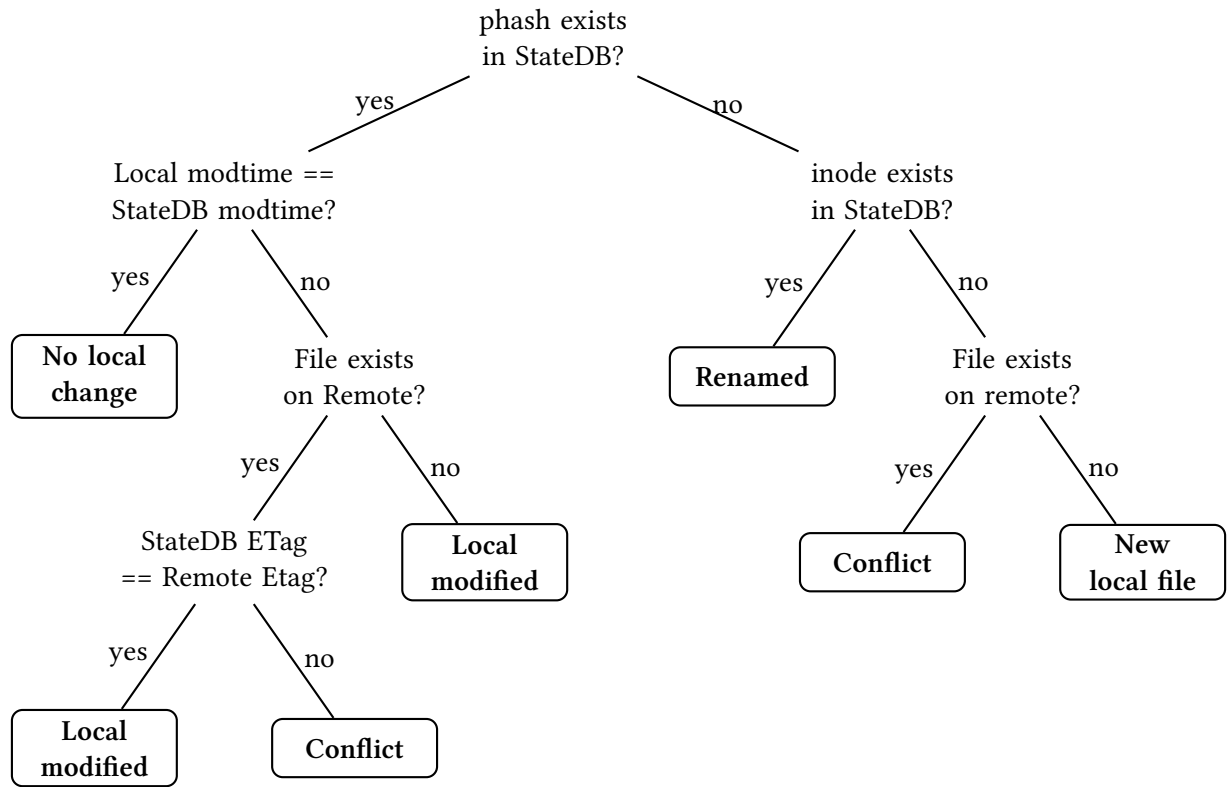 phash exists
in StateDB?
yes
no
Local modtime ==
StateDB modtime?
inode exists
in StateDB?
yes
no
yes
no
No local
change
File exists
on Remote?
Renamed
File exists
on remote?
yes
no
yes
no
StateDB ETag
== Remote Etag?
Local
modified
Conflict
New
local file
yes
no
Local
modified
Conflict